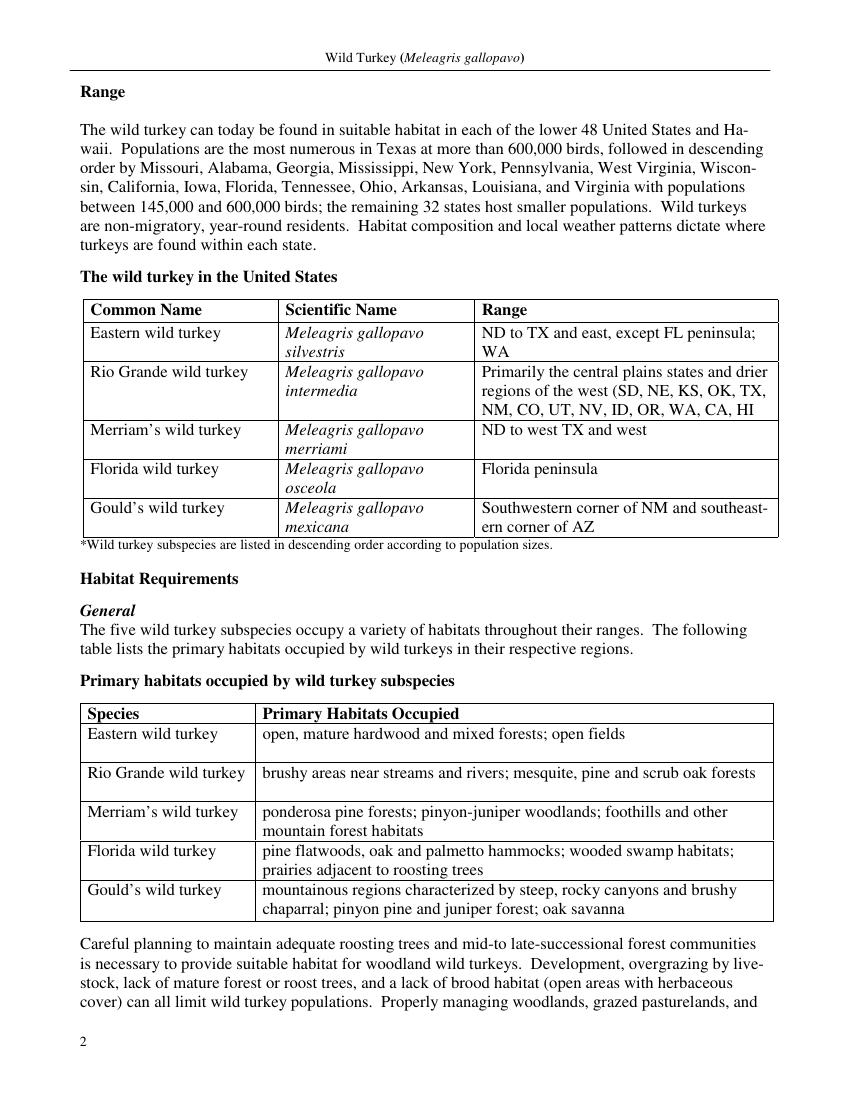 Wild Turkey (Meleagris gallopavo)
Range
The wild turkey can today be found in suitable habitat in each of the lower 48 United States and Ha-
waii.  Populations are the most numerous in Texas at more than 600,000 birds, followed in descending
order by Missouri, Alabama, Georgia, Mississippi, New York, Pennsylvania, West Virginia, Wiscon-
sin, California, Iowa, Florida, Tennessee, Ohio, Arkansas, Louisiana, and Virginia with populations
between 145,000 and 600,000 birds; the remaining 32 states host smaller populations.  Wild turkeys
are non-migratory, year-round residents.  Habitat composition and local weather patterns dictate where
turkeys are found within each state.
The wild turkey in the United States
Common Name Scientific Name Range
Eastern wild turkey Meleagris gallopavo ND to TX and east, except FL peninsula;
silvestris WA
Rio Grande wild turkey Meleagris gallopavo Primarily the central plains states and drier
intermedia regions of the west (SD, NE, KS, OK, TX,
NM, CO, UT, NV, ID, OR, WA, CA, HI
Merriam's wild turkey Meleagris gallopavo ND to west TX and west
merriami
Florida wild turkey Meleagris gallopavo Florida peninsula
osceola
Gould's wild turkey Meleagris gallopavo Southwestern corner of NM and southeast-
mexicana ern corner of AZ
*Wild turkey subspecies are listed in descending order according to population sizes.
Habitat Requirements
General
The five wild turkey subspecies occupy a variety of habitats throughout their ranges.  The following
table lists the primary habitats occupied by wild turkeys in their respective regions.
Primary habitats occupied by wild turkey subspecies
Species Primary Habitats Occupied
Eastern wild turkey open, mature hardwood and mixed forests; open fields
Rio Grande wild turkey brushy areas near streams and rivers; mesquite, pine and scrub oak forests
Merriam's wild turkey ponderosa pine forests; pinyon-juniper woodlands; foothills and other
mountain forest habitats
Florida wild turkey pine flatwoods, oak and palmetto hammocks; wooded swamp habitats;
prairies adjacent to roosting trees
Gould's wild turkey mountainous regions characterized by steep, rocky canyons and brushy
chaparral; pinyon pine and juniper forest; oak savanna
Careful planning to maintain adequate roosting trees and mid-to late-successional forest communities
is necessary to provide suitable habitat for woodland wild turkeys.  Development, overgrazing by live-
stock, lack of mature forest or roost trees, and a lack of brood habitat (open areas with herbaceous
cover) can all limit wild turkey populations.  Properly managing woodlands, grazed pasturelands, and
2